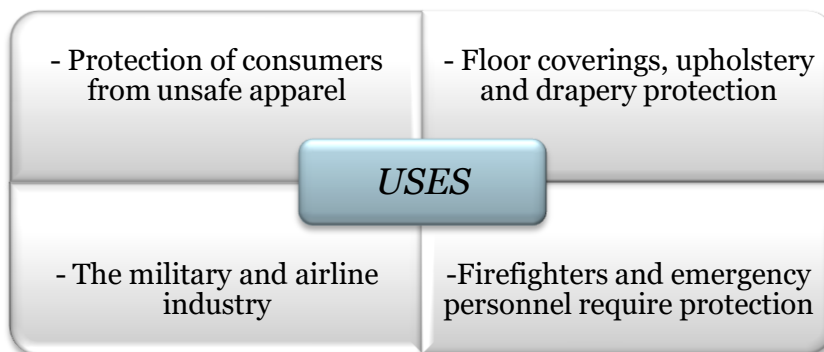 - Protection of consumers
from unsafe apparel
- Floor coverings, upholstery
and drapery protection
USES
- The military and airline
industry
-Firefighters and emergency
personnel require protection